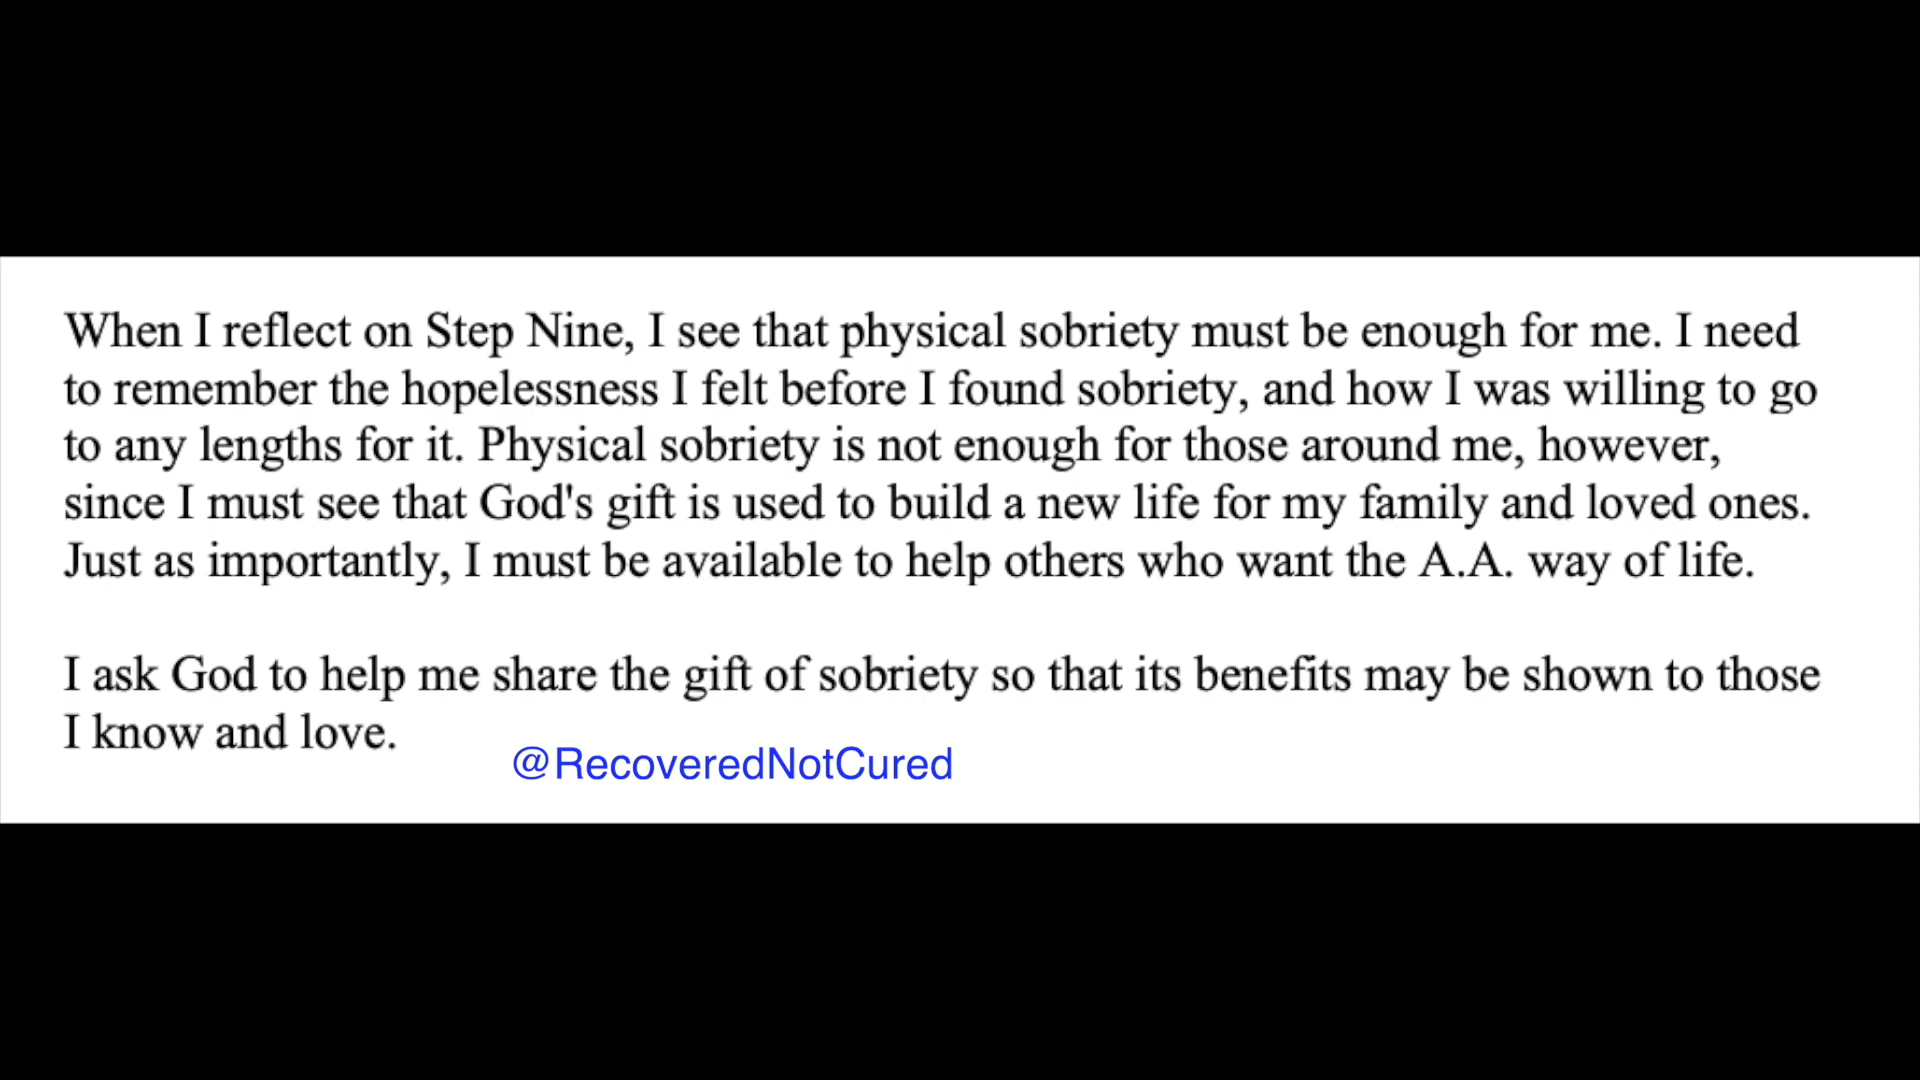 When I reflect on Step Nine, I see that physical sobriety must be enough for me. I need
to remember the hopelessness I felt before I found sobriety, and how I was willing to go
to any lengths for it. Physical sobriety is not enough for those around me, however,
since I must see that God's gift is used to build a new life for my family and loved ones.
Just as importantly, I must be available to help others who want the A.A. way of life.
I ask God to help me share the gift of sobriety so that its benefits may be shown to those
I know and love.
@RecoveredNotCured